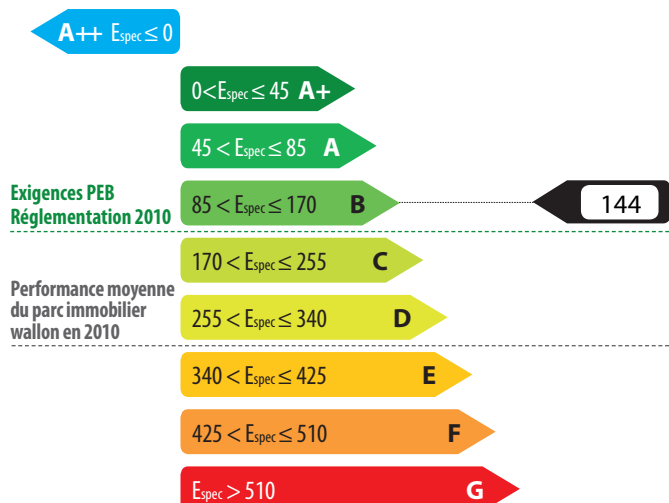 A++ Espec ≤ 0
0<Espec ≤ 45 A+
45 < Espec ≤ 85 A
Exigences PEB
Réglementation 2010
85 < Espec ≤ 170 B
144
170 < Espec ≤ 255 C
Performance moyenne
du parc immobilier
wallon en 2010
255 < Espec ≤ 340 D
340 < Espec ≤ 425 E
425 < Espec ≤ 510 F
Espec > 510 G